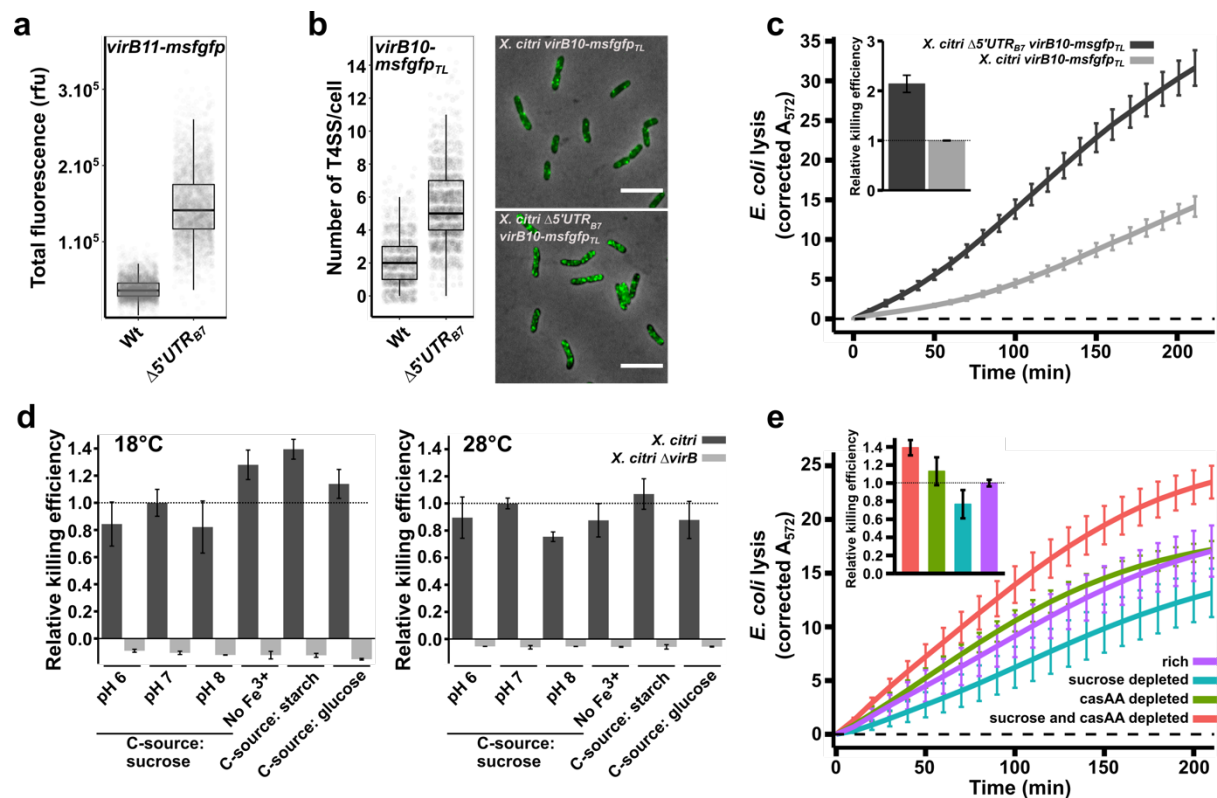 a
virB11-msfgfp
Total fluorescence (rfu)
3.10⁵
2.10⁵
1.10⁵
Wt
Δ5'UTR_B7
b
virB10-
msfgfp_TL
Number of T4SS/cell
14
12
10
8
6
4
2
0
Wt
Δ5'UTR_B7
X. citri virB10-msfgfp_TL
X. citri Δ5'UTR_B7
virB10-msfgfp_TL
c
E. coli lysis
(corrected A₅₇₂)
35
30
25
20
15
10
5
0
Relative killing efficiency
3
2
1
0
X. citri Δ5'UTR_B7 virB10-msfgfp_TL
X. citri virB10-msfgfp_TL
0
50
100
150
200
Time (min)
d
Relative killing efficiency
18°C
1.4
1.2
1.0
0.8
0.6
0.4
0.2
0.0
pH 6
pH 7
pH 8
No Fe³⁺
C-source: starch
C-source: glucose
C-source:
sucrose
Relative killing efficiency
28°C
X. citri
X. citri ΔvirB
1.4
1.2
1.0
0.8
0.6
0.4
0.2
0.0
pH 6
pH 7
pH 8
No Fe³⁺
C-source: starch
C-source: glucose
C-source:
sucrose
e
E. coli lysis
(corrected A₅₇₂)
25
20
15
10
5
0
Relative killing efficiency
1.4
1.2
1.0
0.8
0.6
0.4
0.2
0.0
rich
sucrose depleted
casAA depleted
sucrose and casAA depleted
0
50
100
150
200
Time (min)